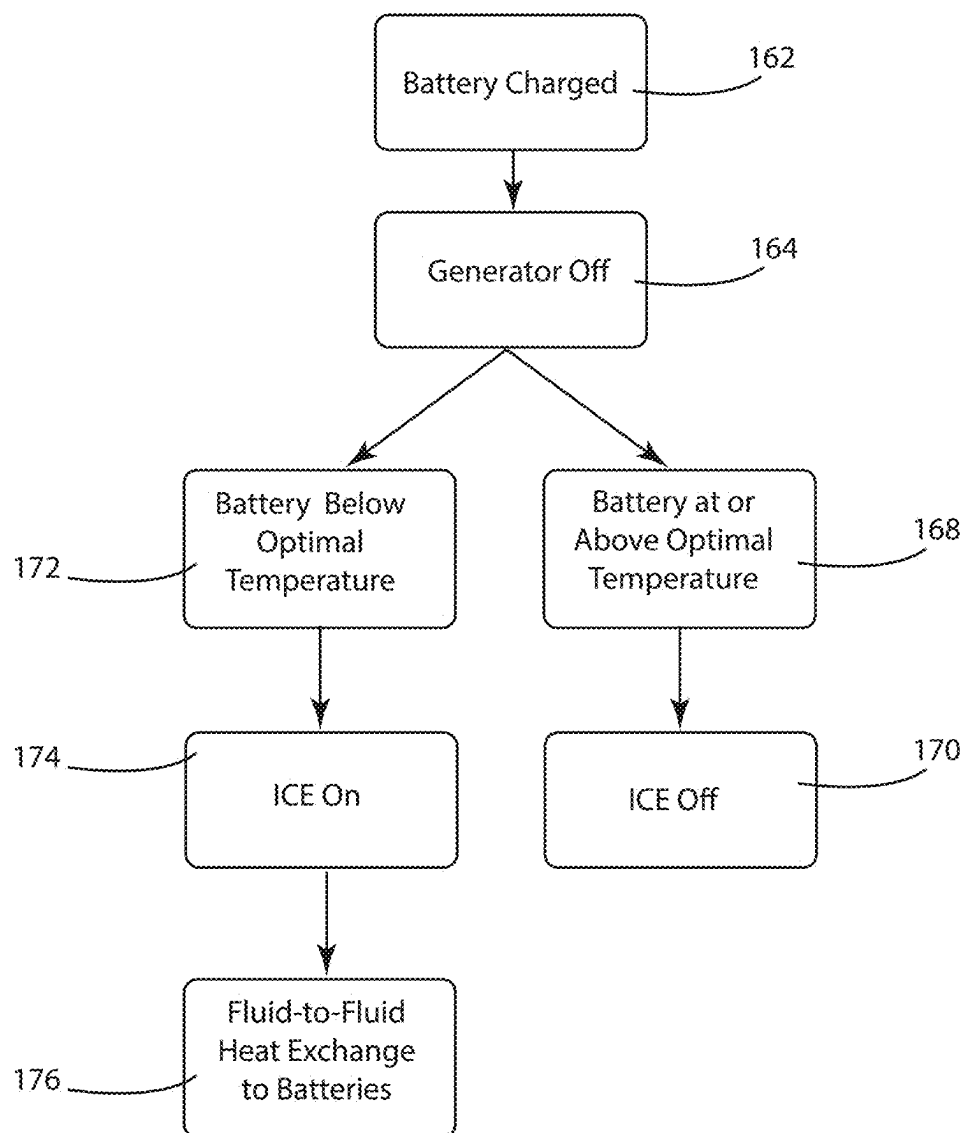 Battery Charged
162
Generator Off
164
Battery Below
Optimal
Temperature
172
Battery at or
Above Optimal
Temperature
168
174
ICE On
ICE Off
170
Fluid-to-Fluid
Heat Exchange
to Batteries
176